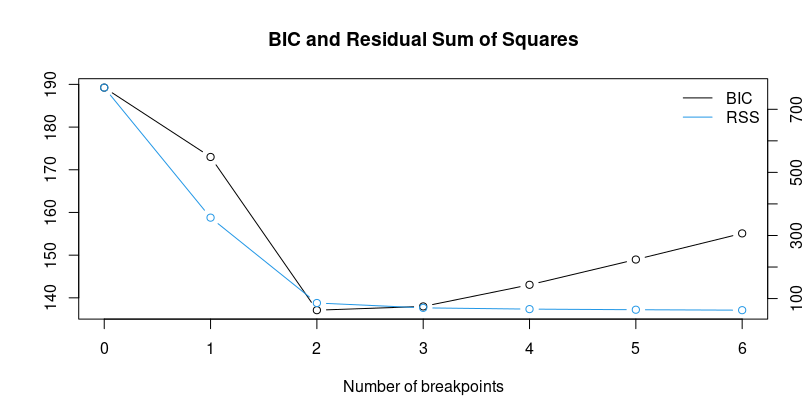 BIC and Residual Sum of Squares
190
180
170
160
150
140
BIC
RSS
700
500
300
100
0 1 2 3 4 5 6
Number of breakpoints